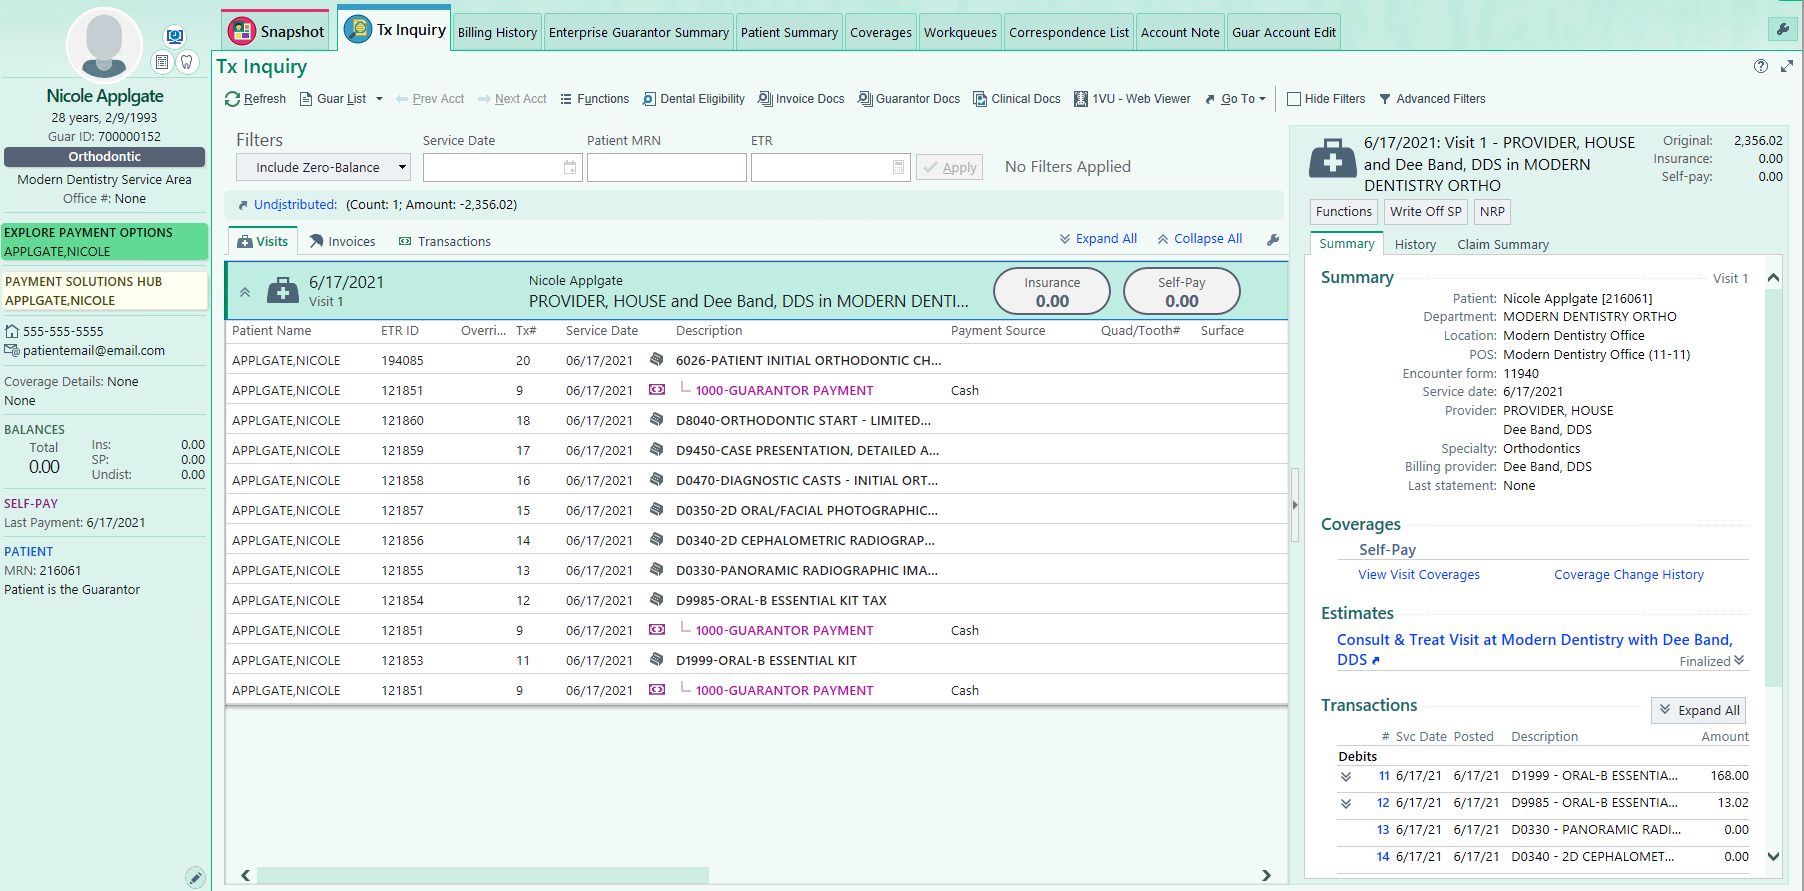 Nicole Applgate
28 years, 2/9/1993
Guar ID: 700000152
Orthodontic
Modern Dentistry Service Area
Office #: None
EXPLORE PAYMENT OPTIONS
APPLGATE,NICOLE
PAYMENT SOLUTIONS HUB
APPLGATE,NICOLE
555-555-5555
patientemail@email.com
Coverage Details: None
None
BALANCES
Total
0.00
Ins: 0.00
SP: 0.00
Undist: 0.00
SELF-PAY
Last Payment: 6/17/2021
PATIENT
MRN: 216061
Patient is the Guarantor
Snapshot Tx Inquiry Billing History Enterprise Guarantor Summary Patient Summary Coverages Workqueues Correspondence List Account Note Guar Account Edit
Tx Inquiry
Refresh Guar List Prev Acct Next Acct Functions Dental Eligibility Invoice Docs Guarantor Docs Clinical Docs 1VU - Web Viewer Go To Hide Filters Advanced Filters
Filters Service Date Patient MRN ETR
Include Zero-Balance Apply No Filters Applied
Undistributed: (Count: 1; Amount: -2,356.02)
Visits Invoices Transactions Expand All Collapse All
6/17/2021
Visit 1
Nicole Applgate
PROVIDER, HOUSE and Dee Band, DDS in MODERN DENTI...
Insurance
0.00
Self-Pay
0.00
Patient Name ETR ID Overri... Tx# Service Date Description Payment Source Quad/Tooth# Surface
APPLGATE,NICOLE 194085 20 06/17/2021 6026-PATIENT INITIAL ORTHODONTIC CH...
APPLGATE,NICOLE 121851 9 06/17/2021 1000-GUARANTOR PAYMENT Cash
APPLGATE,NICOLE 121860 18 06/17/2021 D8040-ORTHODONTIC START - LIMITED...
APPLGATE,NICOLE 121859 17 06/17/2021 D9450-CASE PRESENTATION, DETAILED A...
APPLGATE,NICOLE 121858 16 06/17/2021 D0470-DIAGNOSTIC CASTS - INITIAL ORT...
APPLGATE,NICOLE 121857 15 06/17/2021 D0350-2D ORAL/FACIAL PHOTOGRAPHIC...
APPLGATE,NICOLE 121856 14 06/17/2021 D0340-2D CEPHALOMETRIC RADIOGRAP...
APPLGATE,NICOLE 121855 13 06/17/2021 D0330-PANORAMIC RADIOGRAPHIC IMA...
APPLGATE,NICOLE 121854 12 06/17/2021 D9985-ORAL-B ESSENTIAL KIT TAX
APPLGATE,NICOLE 121851 9 06/17/2021 1000-GUARANTOR PAYMENT Cash
APPLGATE,NICOLE 121853 11 06/17/2021 D1999-ORAL-B ESSENTIAL KIT
APPLGATE,NICOLE 121851 9 06/17/2021 1000-GUARANTOR PAYMENT Cash
6/17/2021: Visit 1 - PROVIDER, HOUSE
and Dee Band, DDS in MODERN
DENTISTRY ORTHO
Original: 2,356.02
Insurance: 0.00
Self-pay: 0.00
Functions Write Off SP NRP
Summary History Claim Summary
Summary Visit 1
Patient: Nicole Applgate [216061]
Department: MODERN DENTISTRY ORTHO
Location: Modern Dentistry Office
POS: Modern Dentistry Office (11-11)
Encounter form: 11940
Service date: 6/17/2021
Provider: PROVIDER, HOUSE
Dee Band, DDS
Specialty: Orthodontics
Billing provider: Dee Band, DDS
Last statement: None
Coverages
Self-Pay
View Visit Coverages Coverage Change History
Estimates
Consult & Treat Visit at Modern Dentistry with Dee Band,
DDS Finalized
Transactions Expand All
# Svc Date Posted Description Amount
Debits
11 6/17/21 6/17/21 D1999 - ORAL-B ESSENTIA... 168.00
12 6/17/21 6/17/21 D9985 - ORAL-B ESSENTIA... 13.02
13 6/17/21 6/17/21 D0330 - PANORAMIC RADI... 0.00
14 6/17/21 6/17/21 D0340 - 2D CEPHALOMET... 0.00